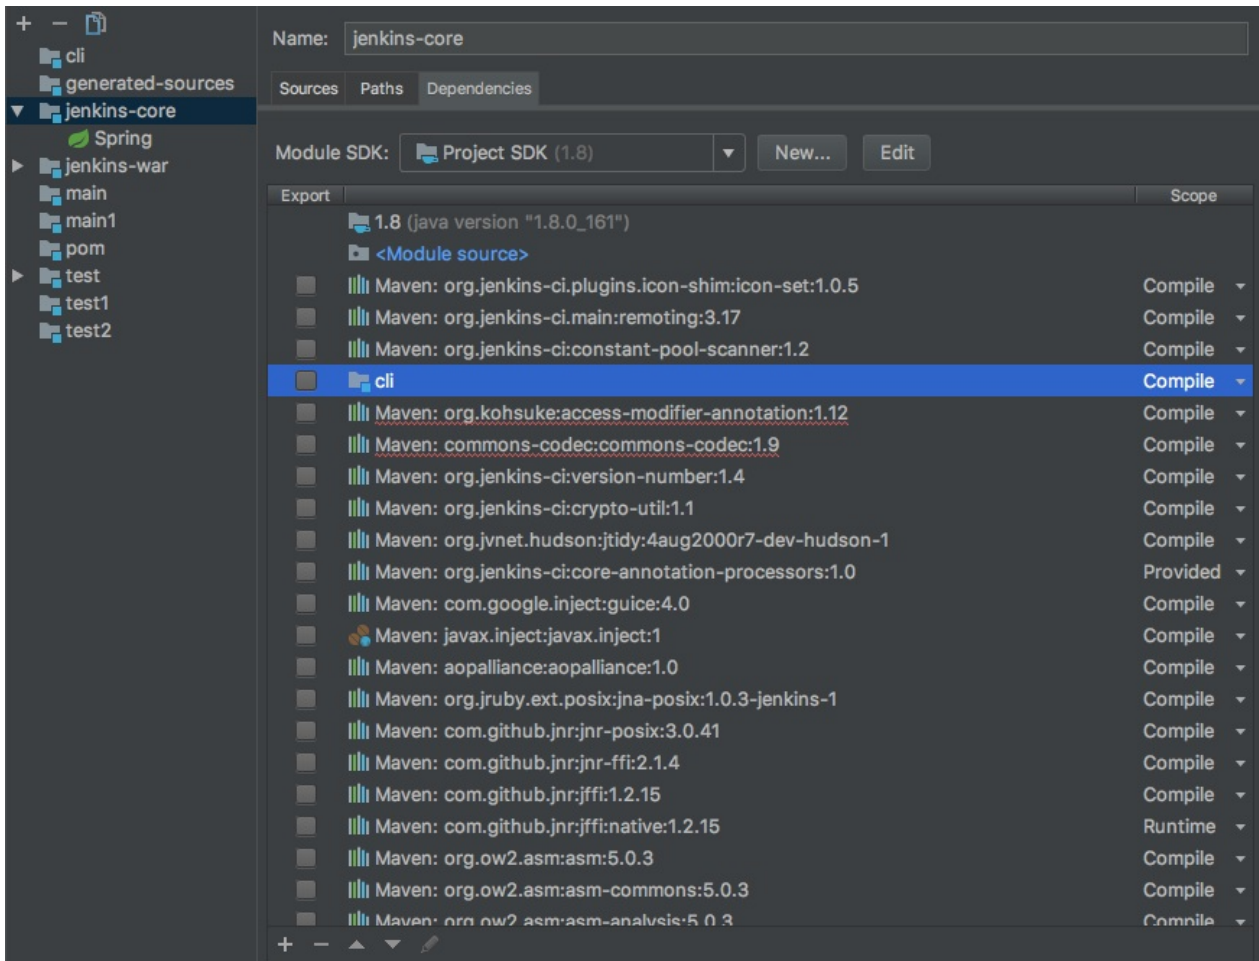 cli
generated-sources
jenkins-core
Spring
jenkins-war
main
main1
pom
test
test1
test2
Name: jenkins-core
Sources Paths Dependencies
Module SDK: Project SDK (1.8) New... Edit
Export Scope
1.8 (java version "1.8.0_161")
<Module source>
Maven: org.jenkins-ci.plugins.icon-shim:icon-set:1.0.5 Compile
Maven: org.jenkins-ci.main:remoting:3.17 Compile
Maven: org.jenkins-ci:constant-pool-scanner:1.2 Compile
cli Compile
Maven: org.kohsuke:access-modifier-annotation:1.12 Compile
Maven: commons-codec:commons-codec:1.9 Compile
Maven: org.jenkins-ci:version-number:1.4 Compile
Maven: org.jenkins-ci:crypto-util:1.1 Compile
Maven: org.jvnet.hudson:jtidy:4aug2000r7-dev-hudson-1 Compile
Maven: org.jenkins-ci:core-annotation-processors:1.0 Provided
Maven: com.google.inject:guice:4.0 Compile
Maven: javax.inject:javax.inject:1 Compile
Maven: aopalliance:aopalliance:1.0 Compile
Maven: org.jruby.ext.posix:jna-posix:1.0.3-jenkins-1 Compile
Maven: com.github.jnr:jnr-posix:3.0.41 Compile
Maven: com.github.jnr:jnr-ffi:2.1.4 Compile
Maven: com.github.jnr:jffi:1.2.15 Compile
Maven: com.github.jnr:jffi:native:1.2.15 Runtime
Maven: org.ow2.asm:asm:5.0.3 Compile
Maven: org.ow2.asm:asm-commons:5.0.3 Compile
Maven: org.ow2.asm:asm-analysis:5.0.3 Compile